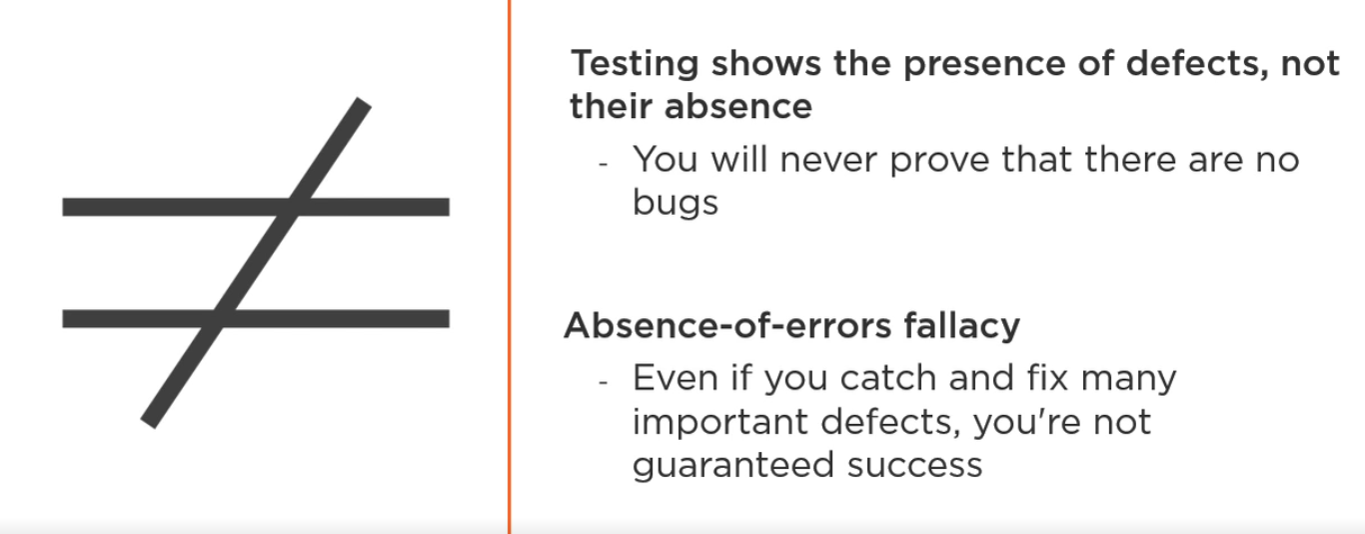 Testing shows the presence of defects, not
their absence
- You will never prove that there are no
bugs
Absence-of-errors fallacy
- Even if you catch and fix many
important defects, you're not
guaranteed success